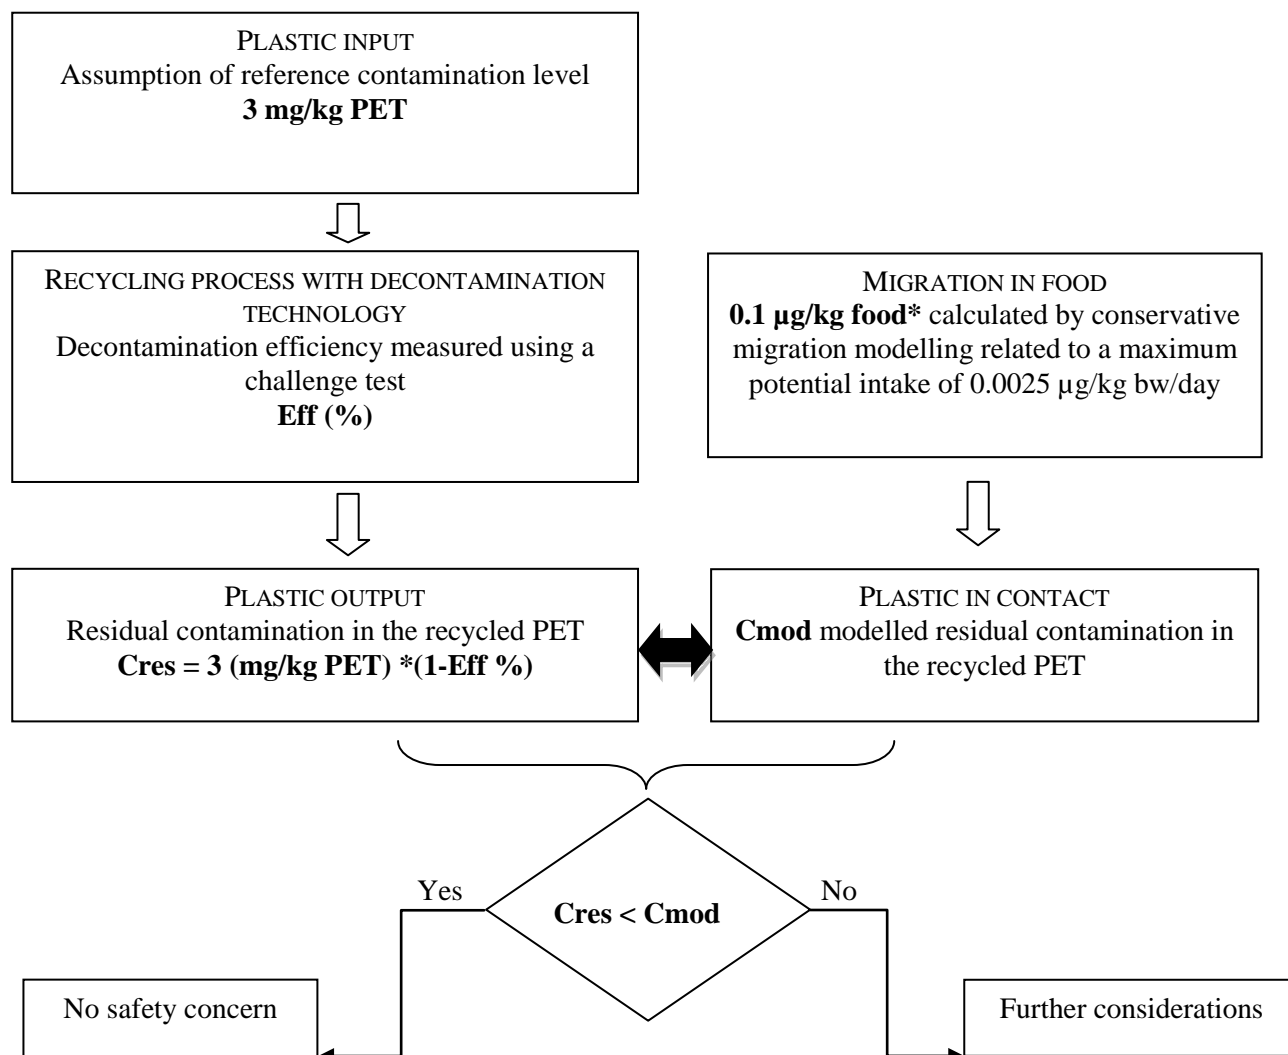 PLASTIC INPUT
Assumption of reference contamination level
3 mg/kg PET
RECYCLING PROCESS WITH DECONTAMINATION
TECHNOLOGY
Decontamination efficiency measured using a
challenge test
Eff (%)
MIGRATION IN FOOD
0.1 µg/kg food* calculated by conservative
migration modelling related to a maximum
potential intake of 0.0025 µg/kg bw/day
PLASTIC OUTPUT
Residual contamination in the recycled PET
Cres = 3 (mg/kg PET) *(1-Eff %)
PLASTIC IN CONTACT
Cmod modelled residual contamination in
the recycled PET
Yes
No
Cres < Cmod
No safety concern
Further considerations